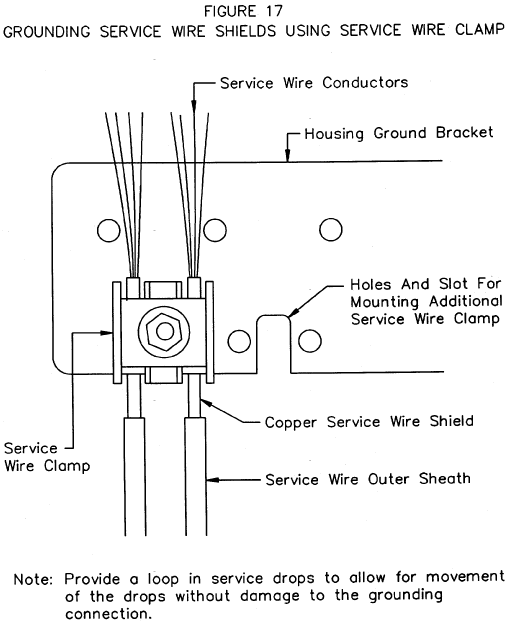 FIGURE 17
GROUNDING SERVICE WIRE SHIELDS USING SERVICE WIRE CLAMP
Service Wire Conductors
Housing Ground Bracket
Holes And Slot For
Mounting Additional
Service Wire Clamp
Copper Service Wire Shield
Service
Wire Clamp
Service Wire Outer Sheath
Note: Provide a loop in service drops to allow for movement
of the drops without damage to the grounding
connection.